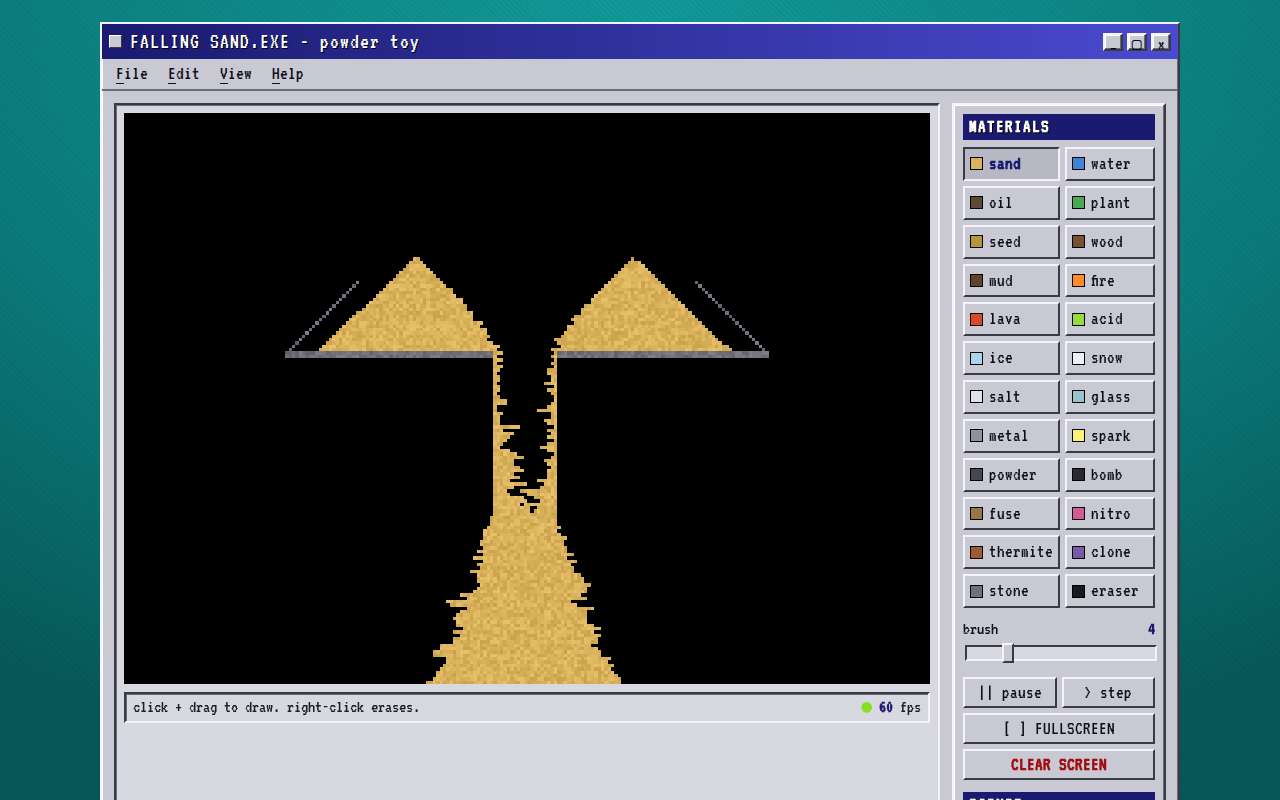 FALLING SAND.EXE - powder toy
File Edit View Help
MATERIALS
sand water
oil plant
seed wood
mud fire
lava acid
ice snow
salt glass
metal spark
powder bomb
fuse nitro
thermite clone
stone eraser
brush 4
|| pause > step
[ ] FULLSCREEN
CLEAR SCREEN
click + drag to draw. right-click erases. 60 fps